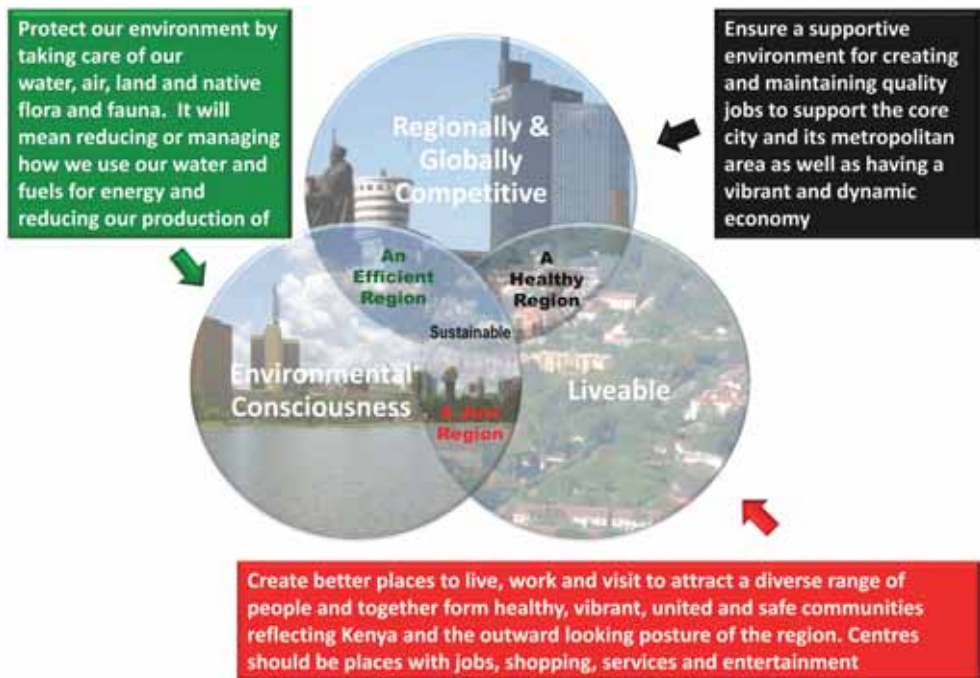 Protect our environment by
taking care of our
water, air, land and native
flora and fauna. It will
mean reducing or managing
how we use our water and
fuels for energy and
reducing our production of
Ensure a supportive
environment for creating
and maintaining quality
jobs to support the core
city and its metropolitan
area as well as having a
vibrant and dynamic
economy
Regionally &
Globally
Competitive
An
Efficient
Region
A
Healthy
Region
Sustainable
Environmental
Consciousness
Liveable
A Just
Region
Create better places to live, work and visit to attract a diverse range of
people and together form healthy, vibrant, united and safe communities
reflecting Kenya and the outward looking posture of the region. Centres
should be places with jobs, shopping, services and entertainment